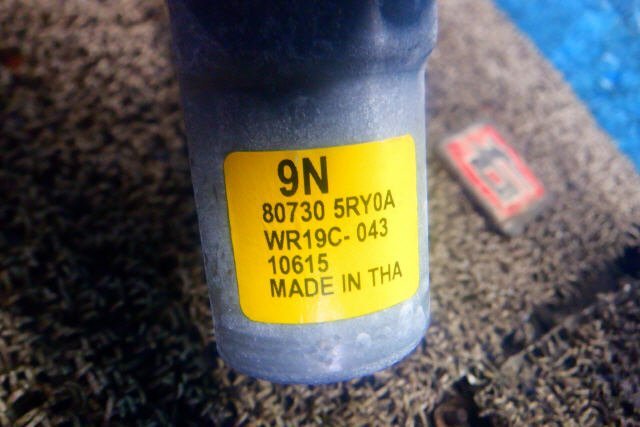 9N
80730 5RY0A
WR19C- 043
10615
MADE IN THA